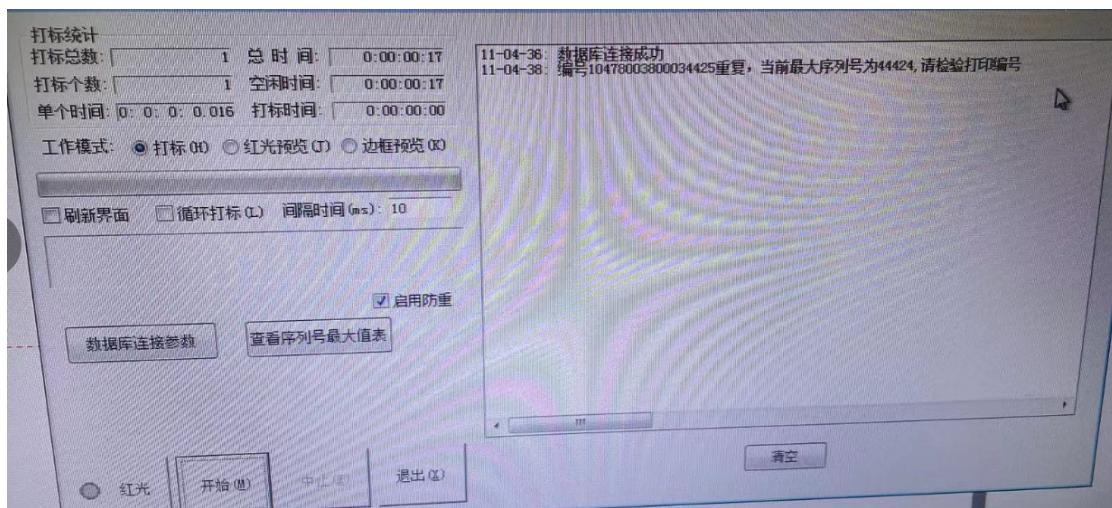 打标统计
打标总数: 1 总 时 间: 0:00:00:17
打标个数: 1 空闲时间: 0:00:00:17
单个时间: 0: 0: 0: 0.016 打标时间: 0:00:00:00
工作模式: 打标(H) 红光预览(J) 边框预览(K)
刷新界面 循环打标(L) 间隔时间(ms): 10
启用防重
数据库连接参数 查看序列号最大值表
红光 开始(M) 中止(E) 退出(X)
11-04-36: 数据库连接成功
11-04-38: 编号10478003800034425重复，当前最大序列号为44424,请检验打印编号
清空